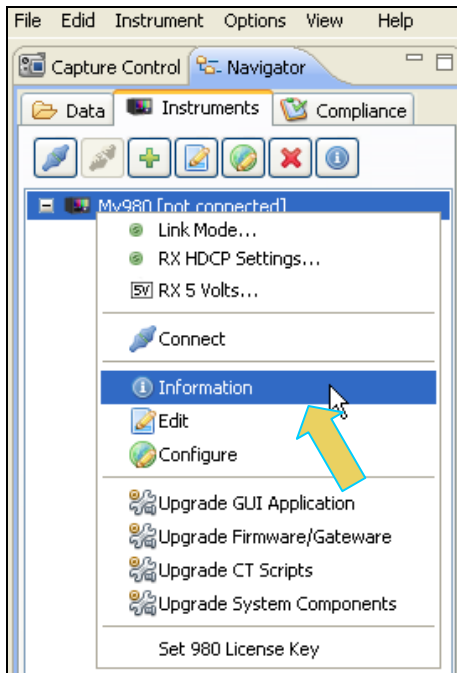 File Edid Instrument Options View Help
Capture Control Navigator
Data Instruments Compliance
My980 [not connected]
Link Mode...
RX HDCP Settings...
5V RX 5 Volts...
Connect
Information
Edit
Configure
Upgrade GUI Application
Upgrade Firmware/Gateware
Upgrade CT Scripts
Upgrade System Components
Set 980 License Key